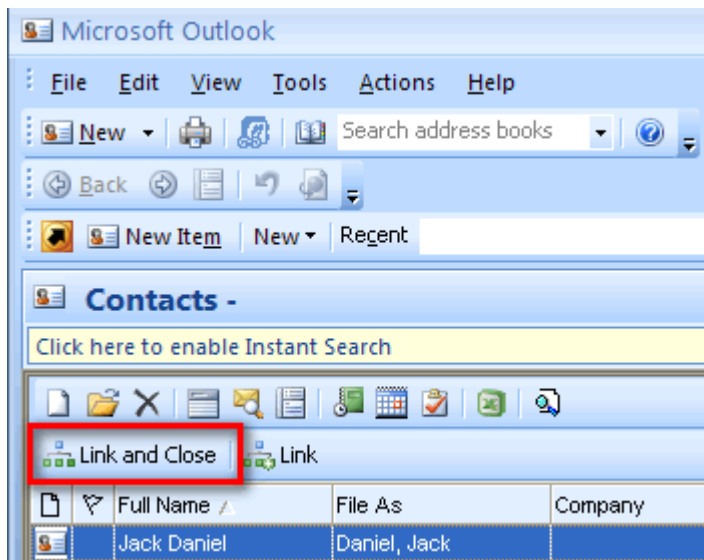 Microsoft Outlook
File Edit View Tools Actions Help
New Search address books
Back
New Item New Recent
Contacts -
Click here to enable Instant Search
Link and Close Link
Full Name File As Company
Jack Daniel Daniel, Jack